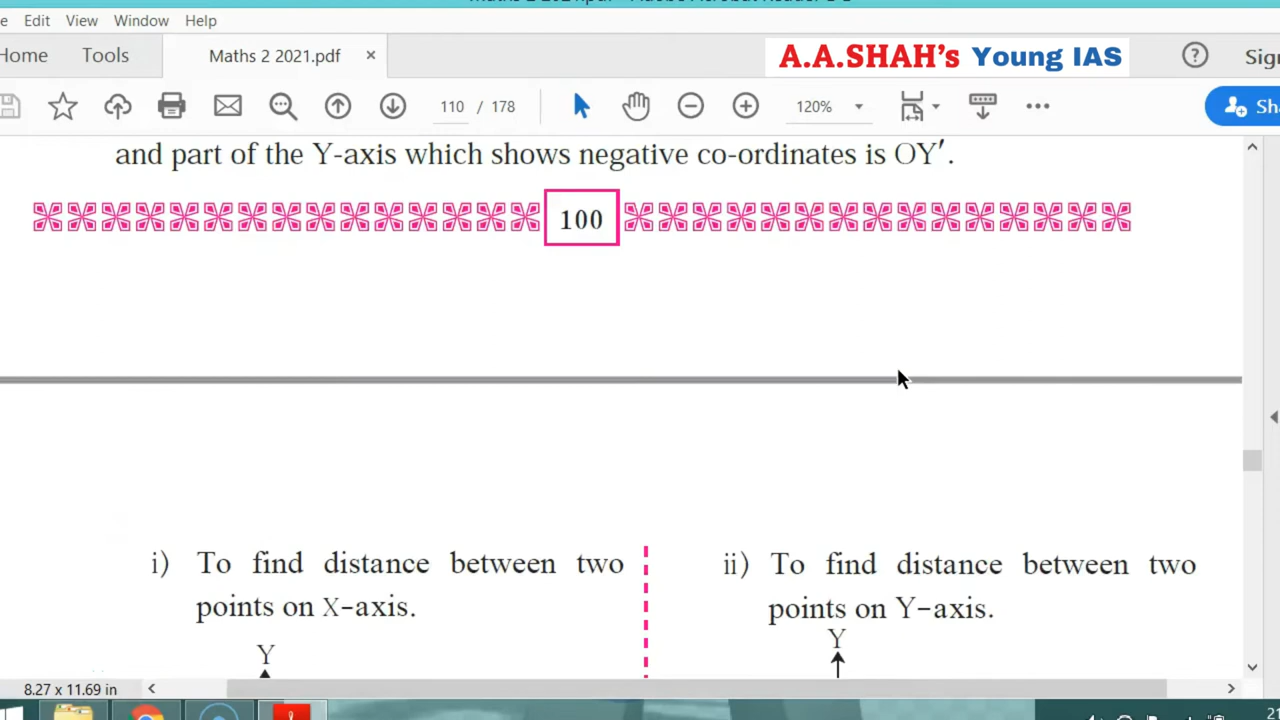 Edit View Window Help
Home Tools Maths 2 2021.pdf × A.A.SHAH's Young IAS ? Sig
110 / 178 120%
and part of the Y-axis which shows negative co-ordinates is OY′.
100
i) To find distance between two
points on X-axis.
Y
ii) To find distance between two
points on Y-axis.
Y
8.27 x 11.69 in